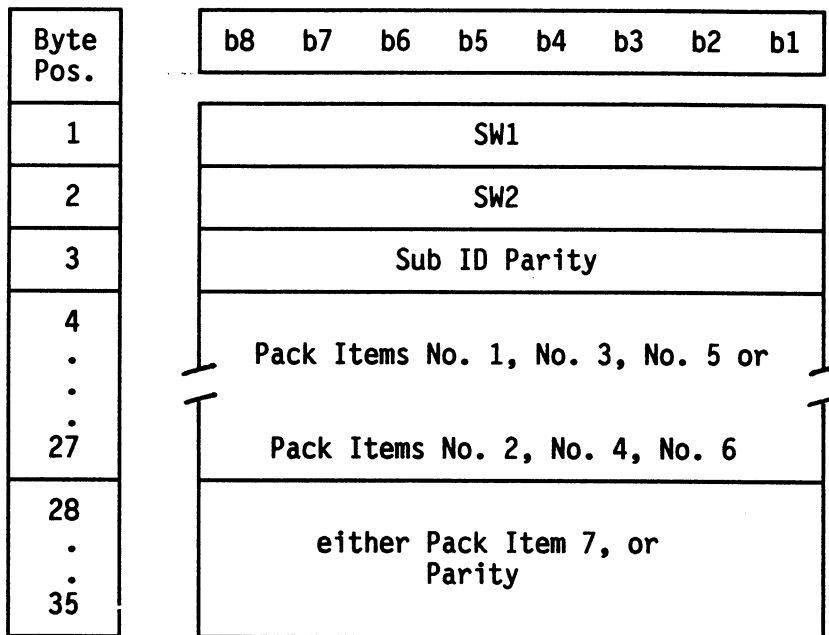 Byte Pos. b8 b7 b6 b5 b4 b3 b2 b1
1 SW1
2 SW2
3 Sub ID Parity
4
. Pack Items No. 1, No. 3, No. 5 or
.
.
27 Pack Items No. 2, No. 4, No. 6
28
. either Pack Item 7, or
. Parity
35